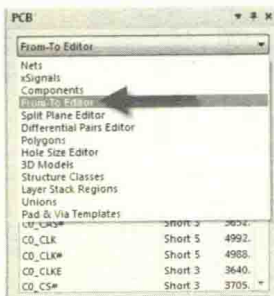 PCB
From-To Editor
Nets
xSignals
Components
From-To Editor
Split Plane Editor
Differential Pairs Editor
Polygons
Hole Size Editor
3D Models
Structure Classes
Layer Stack Regions
Unions
Pad & Via Templates
C0_CAS# Short 3 3652.
C0_CLK Short 5 4992.
C0_CLK# Short 5 4988.
C0_CLKE Short 3 3640.
C0_CS# Short 3 3705.